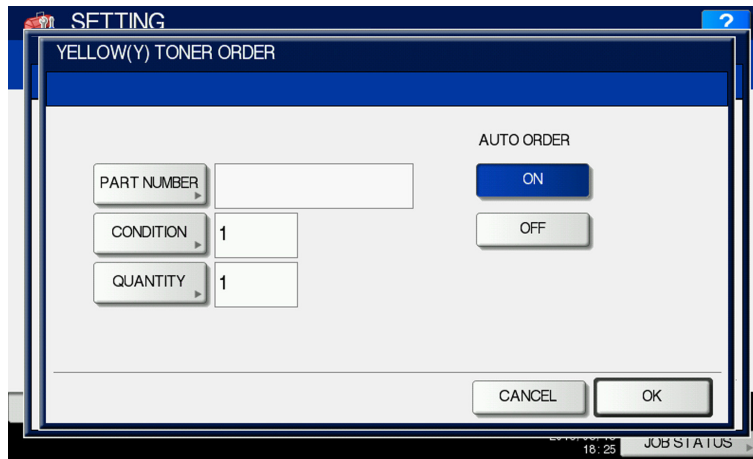 SETTING
?
YELLOW(Y) TONER ORDER
AUTO ORDER
PART NUMBER
ON
CONDITION
1
OFF
QUANTITY
1
CANCEL
OK
18:25
JOB STATUS